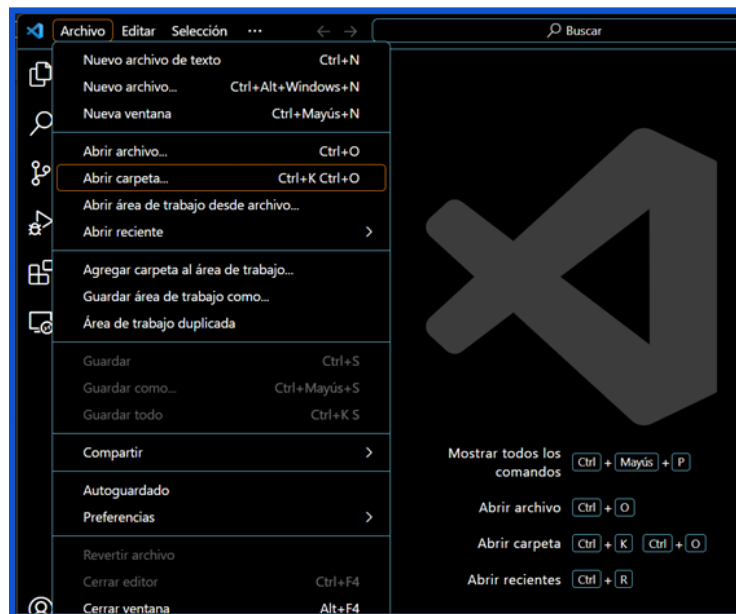 Archivo Editar Selección ··· Buscar
Nuevo archivo de texto Ctrl+N
Nuevo archivo... Ctrl+Alt+Windows+N
Nueva ventana Ctrl+Mayús+N
Abrir archivo... Ctrl+O
Abrir carpeta... Ctrl+K Ctrl+O
Abrir área de trabajo desde archivo...
Abrir reciente
Agregar carpeta al área de trabajo...
Guardar área de trabajo como...
Área de trabajo duplicada
Guardar Ctrl+S
Guardar como... Ctrl+Mayús+S
Guardar todo Ctrl+K S
Compartir
Autoguardado
Preferencias
Revertir archivo
Cerrar editor Ctrl+F4
Cerrar ventana Alt+F4
Mostrar todos los
comandos Ctrl + Mayús + P
Abrir archivo Ctrl + O
Abrir carpeta Ctrl + K Ctrl + O
Abrir recientes Ctrl + R